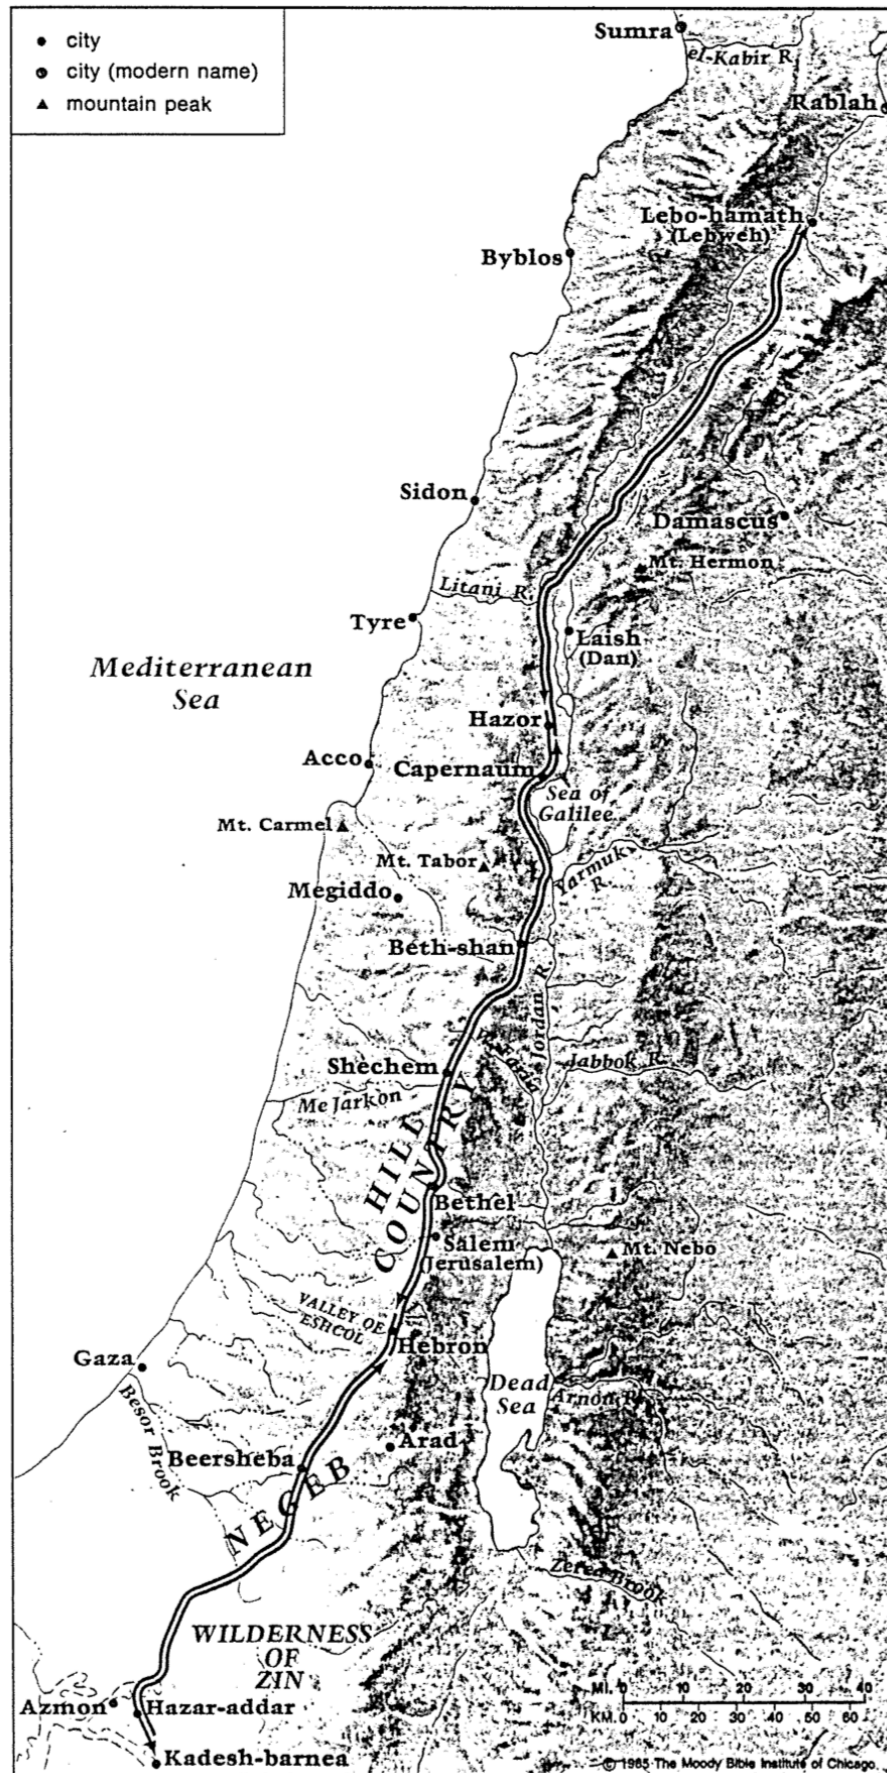 city
city (modern name)
mountain peak
Sumra
el-Kabir R.
Rablah
Lebo-hamath
(Lebweh)
Byblos
Sidon
Damascus
Mt. Hermon
Litani R.
Tyre
Laish
(Dan)
Mediterranean
Sea
Hazor
Acco
Capernaum
Sea of
Galilee
Mt. Carmel
Mt. Tabor
Yarmuk
R.
Megiddo
Beth-shan
Jordan R.
Shechem
Jabbok R.
Me Jarkon
HILL
COUNTRY
Bethel
Salem
(Jerusalem)
Mt. Nebo
VALLEY OF
ESHCOL
Hebron
Gaza
Dead
Sea
Arnon R.
Besor Brook
Arad
Beersheba
NEGEB
Zered Brook
WILDERNESS
OF
ZIN
MI. 0 10 20 30 40
Azmon
Hazar-addar
KM. 0 10 20 30 40 50 60
Kadesh-barnea
© 1985 The Moody Bible Institute of Chicago.